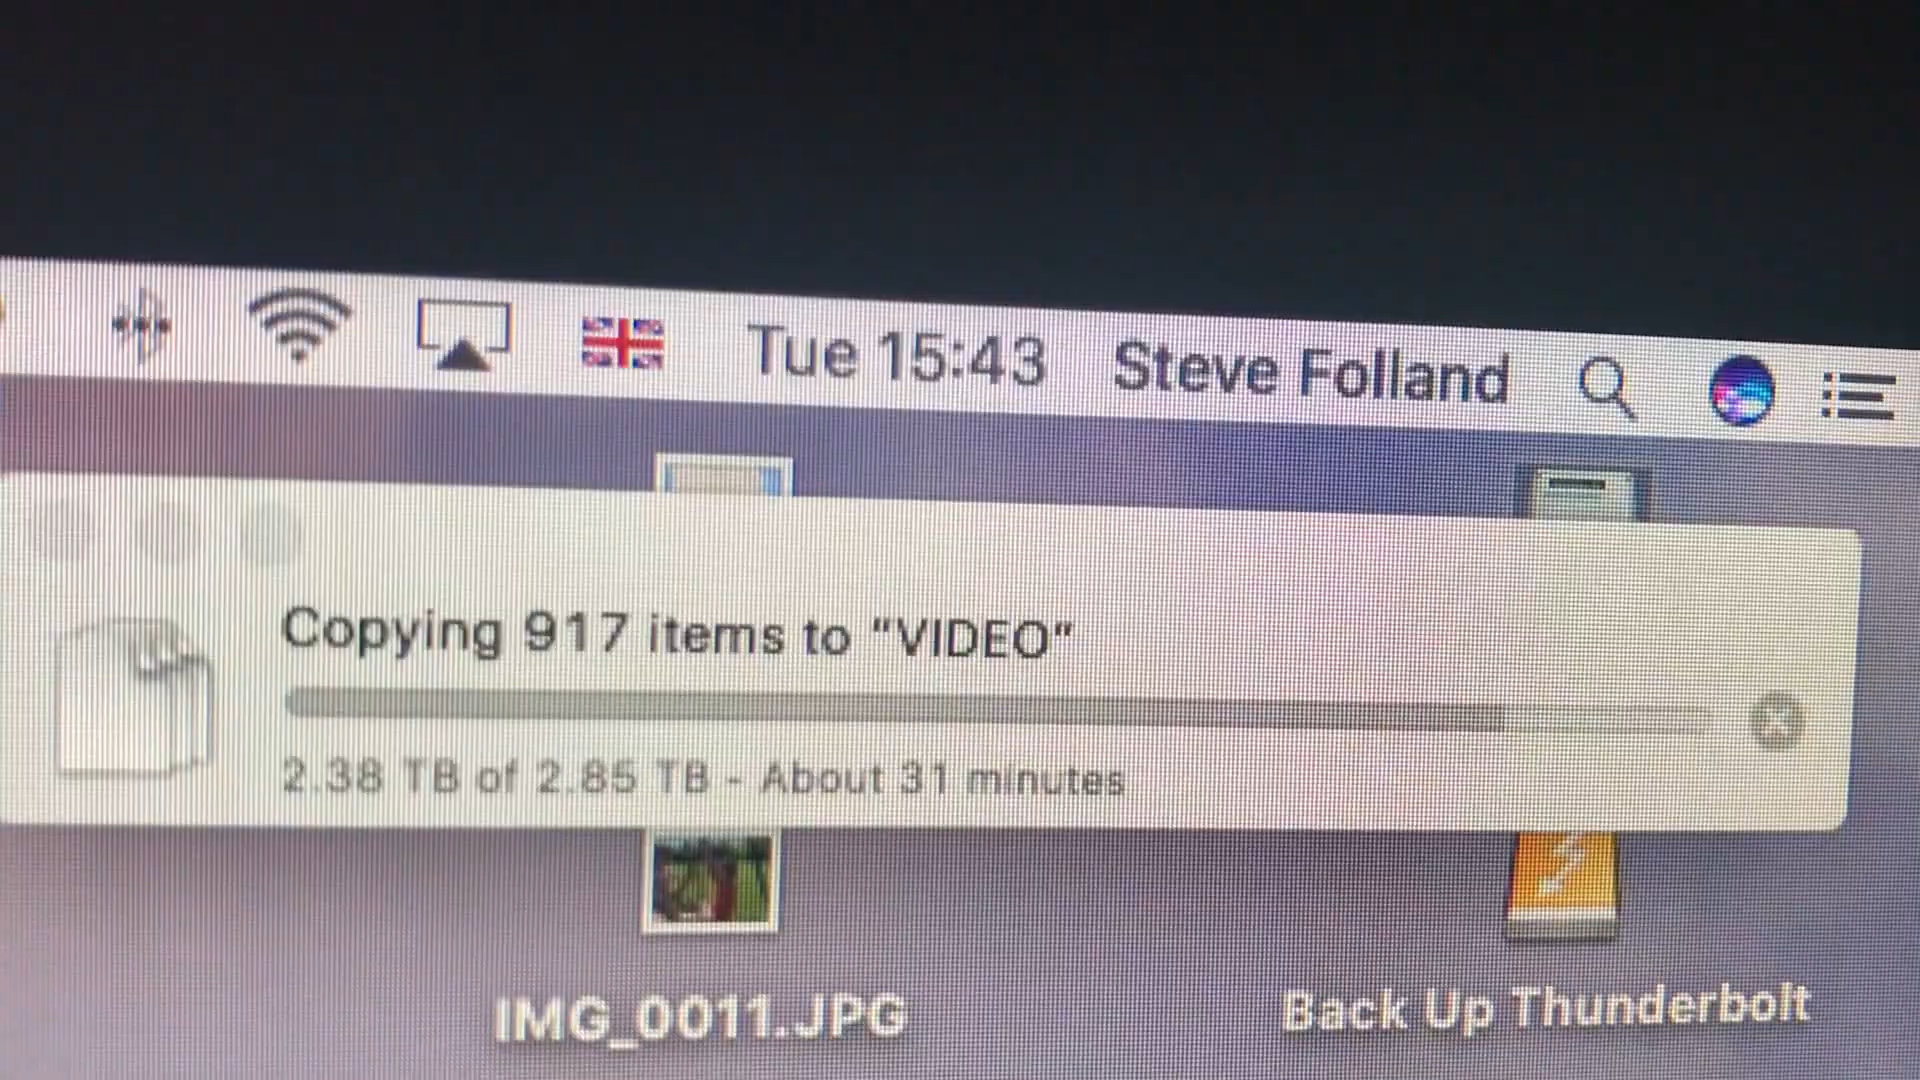 Tue 15:43 Steve Folland
Copying 917 items to "VIDEO"
2.38 TB of 2.85 TB - About 31 minutes
IMG_0011.JPG
Back Up Thunderbolt